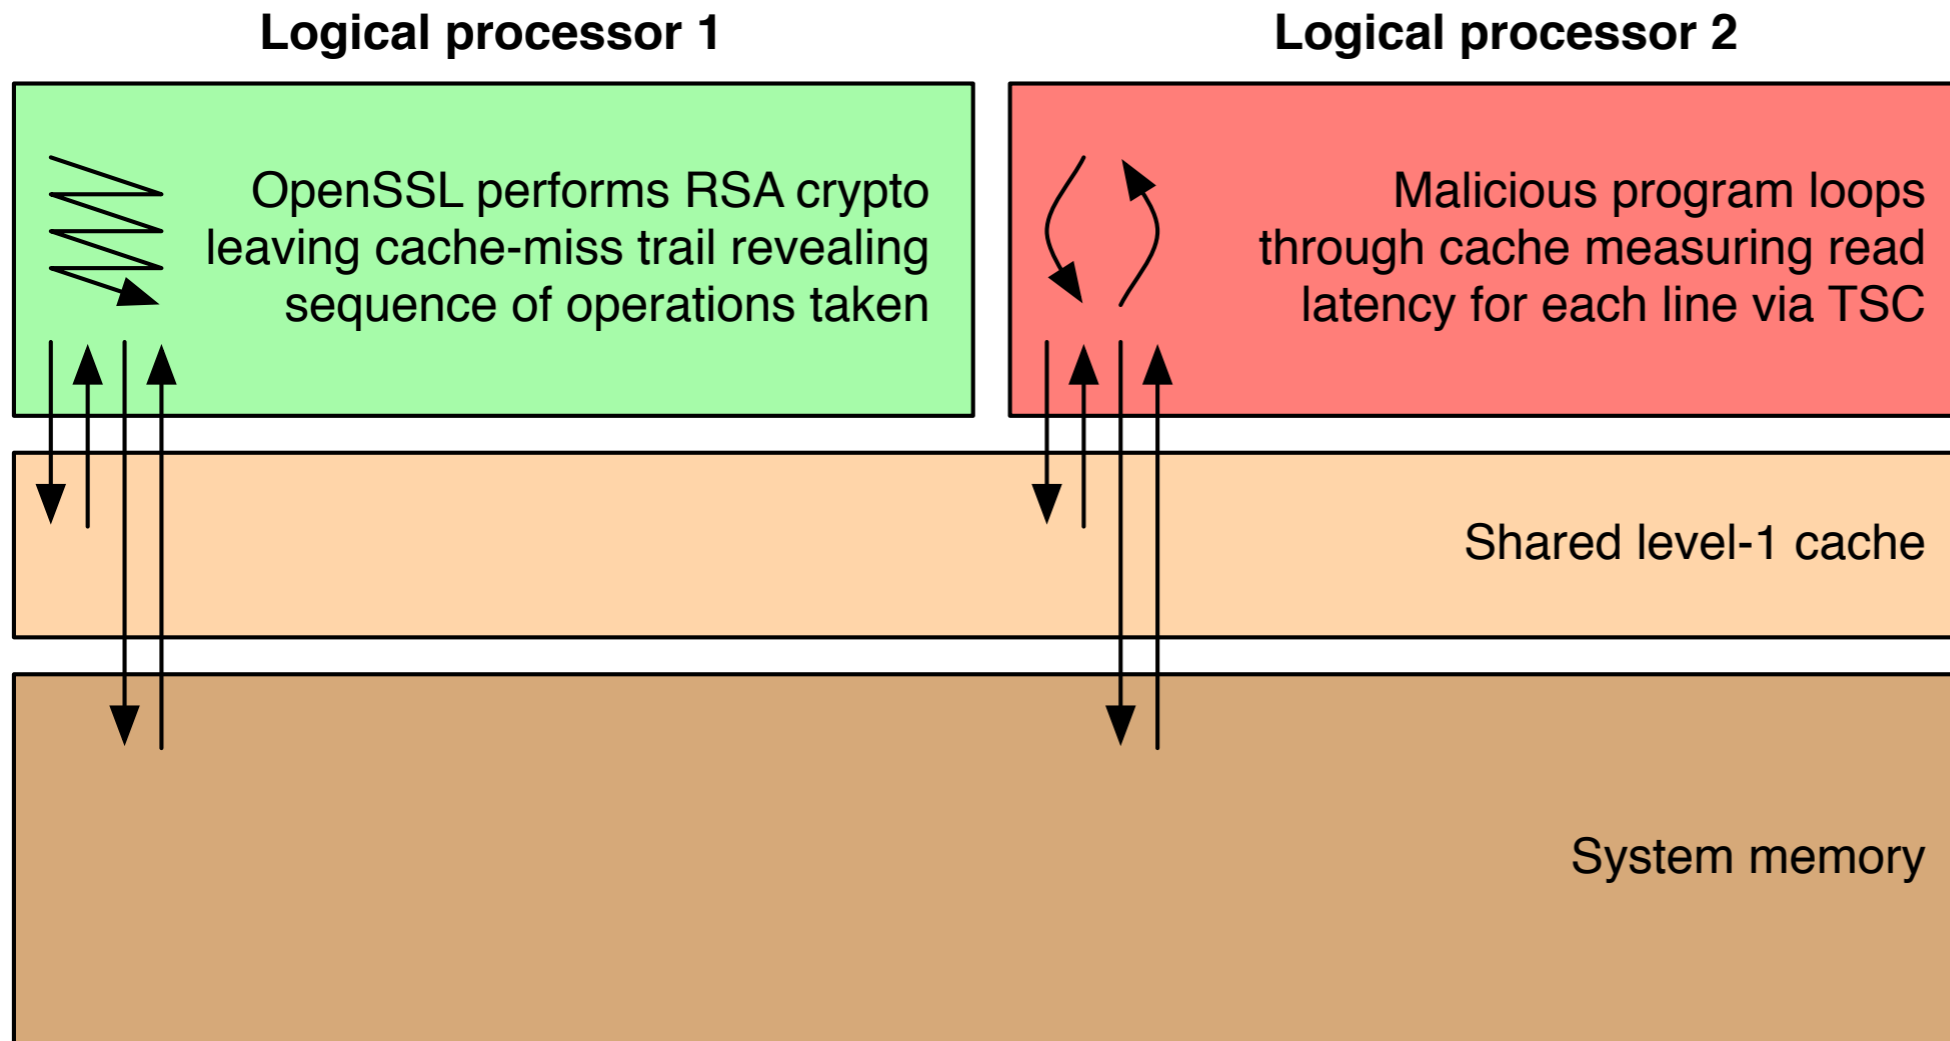 Logical processor 1
Logical processor 2
OpenSSL performs RSA crypto
leaving cache-miss trail revealing
sequence of operations taken
Malicious program loops
through cache measuring read
latency for each line via TSC
Shared level-1 cache
System memory